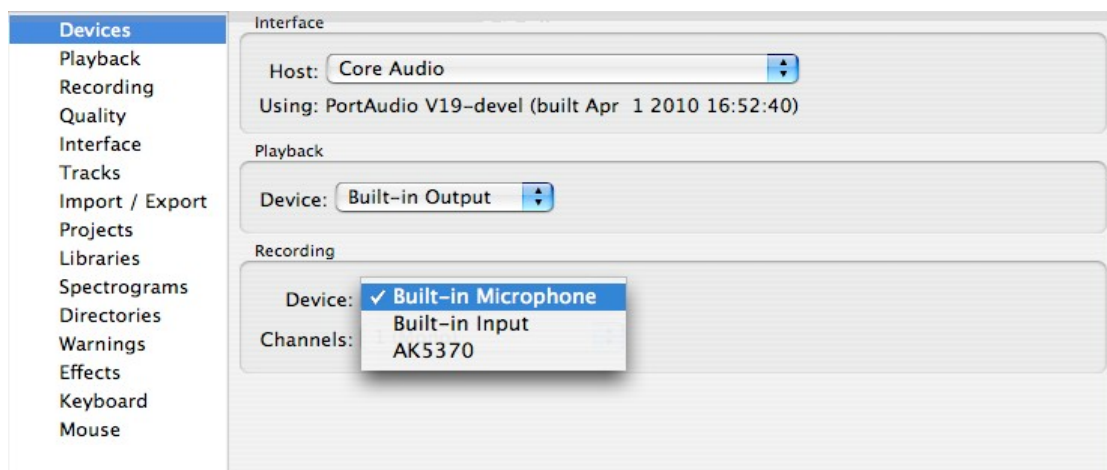 Devices
Playback
Recording
Quality
Interface
Tracks
Import / Export
Projects
Libraries
Spectrograms
Directories
Warnings
Effects
Keyboard
Mouse
Interface
Host: Core Audio
Using: PortAudio V19-devel (built Apr 1 2010 16:52:40)
Playback
Device: Built-in Output
Recording
Device: ✓ Built-in Microphone
Built-in Input
Channels:
AK5370